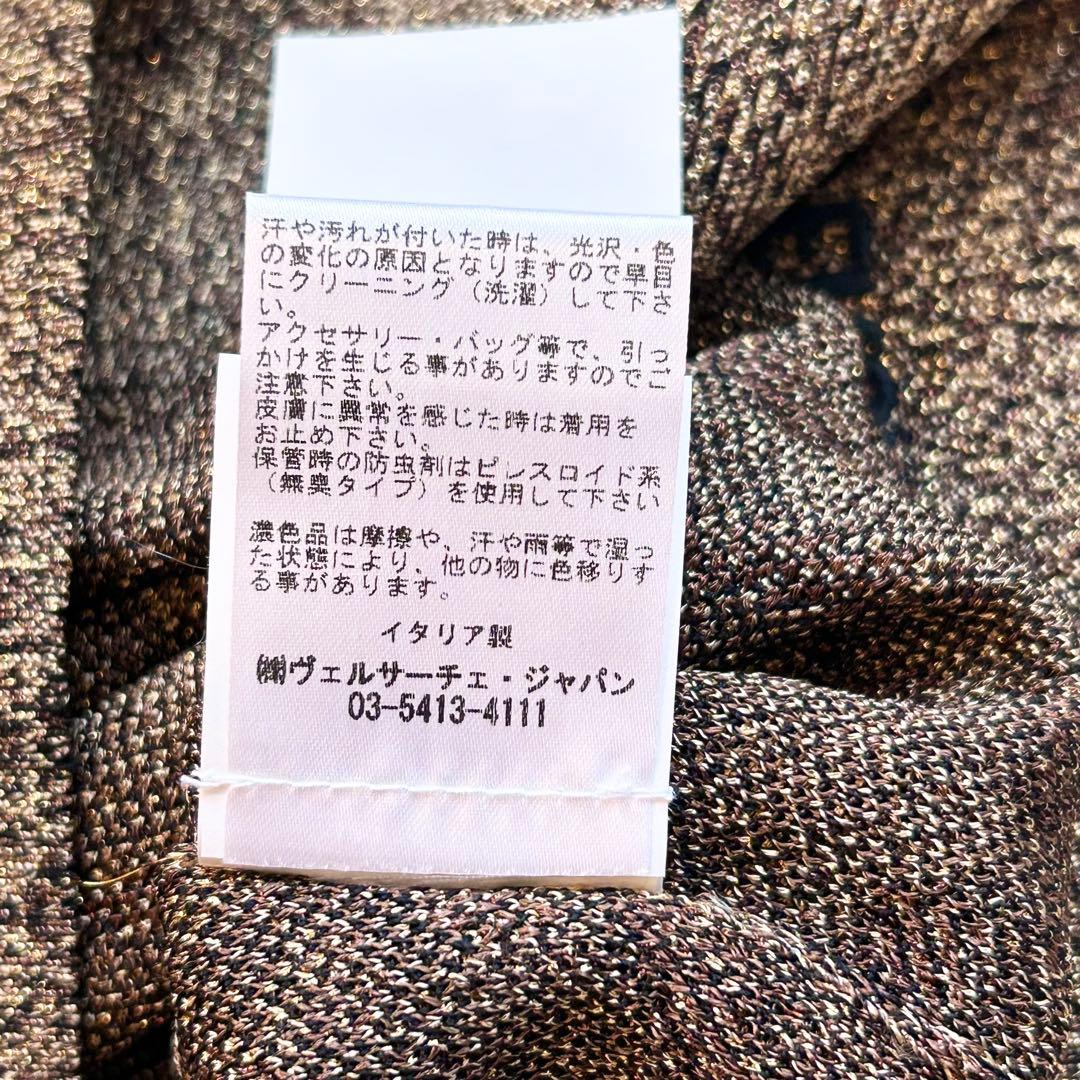 汗や汚れが付いた時は、光沢・色
の変化の原因となりますので早目
にクリーニング(洗濯)して下さ
い。
アクセサリー・バッグ等で、引っ
かけを生じる事がありますのでご
注意下さい。
皮膚に異常を感じた時は着用を
お止め下さい。
保管時の防虫剤はピレスロイド系
(無臭タイプ)を使用して下さい
濃色品は摩擦や、汗や雨等で湿っ
た状態により、他の物に色移りす
る事があります。
イタリア製
㈱ヴェルサーチェ・ジャパン
03-5413-4111